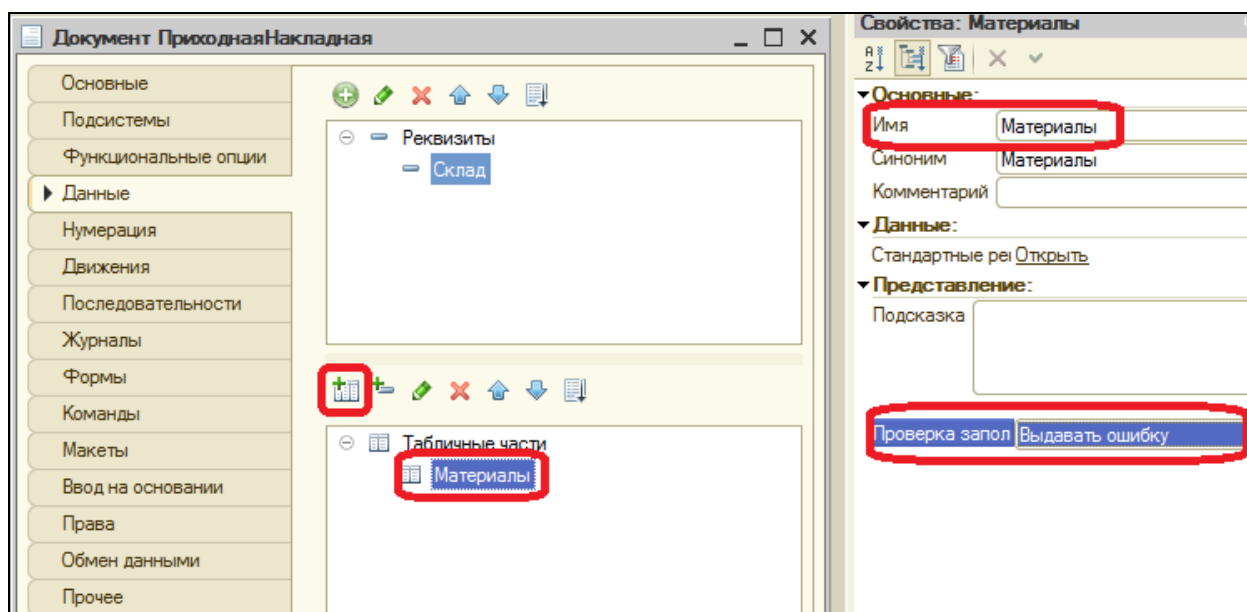 Документ ПриходнаяНакладная
Основные
Подсистемы
Функциональные опции
Данные
Нумерация
Движения
Последовательности
Журналы
Формы
Команды
Макеты
Ввод на основании
Права
Обмен данными
Прочее
Реквизиты
Склад
Табличные части
Материалы
Свойства: Материалы
Основные:
Имя Материалы
Синоним Материалы
Комментарий
Данные:
Стандартные рек Открыть
Представление:
Подсказка
Проверка запол Выдавать ошибку